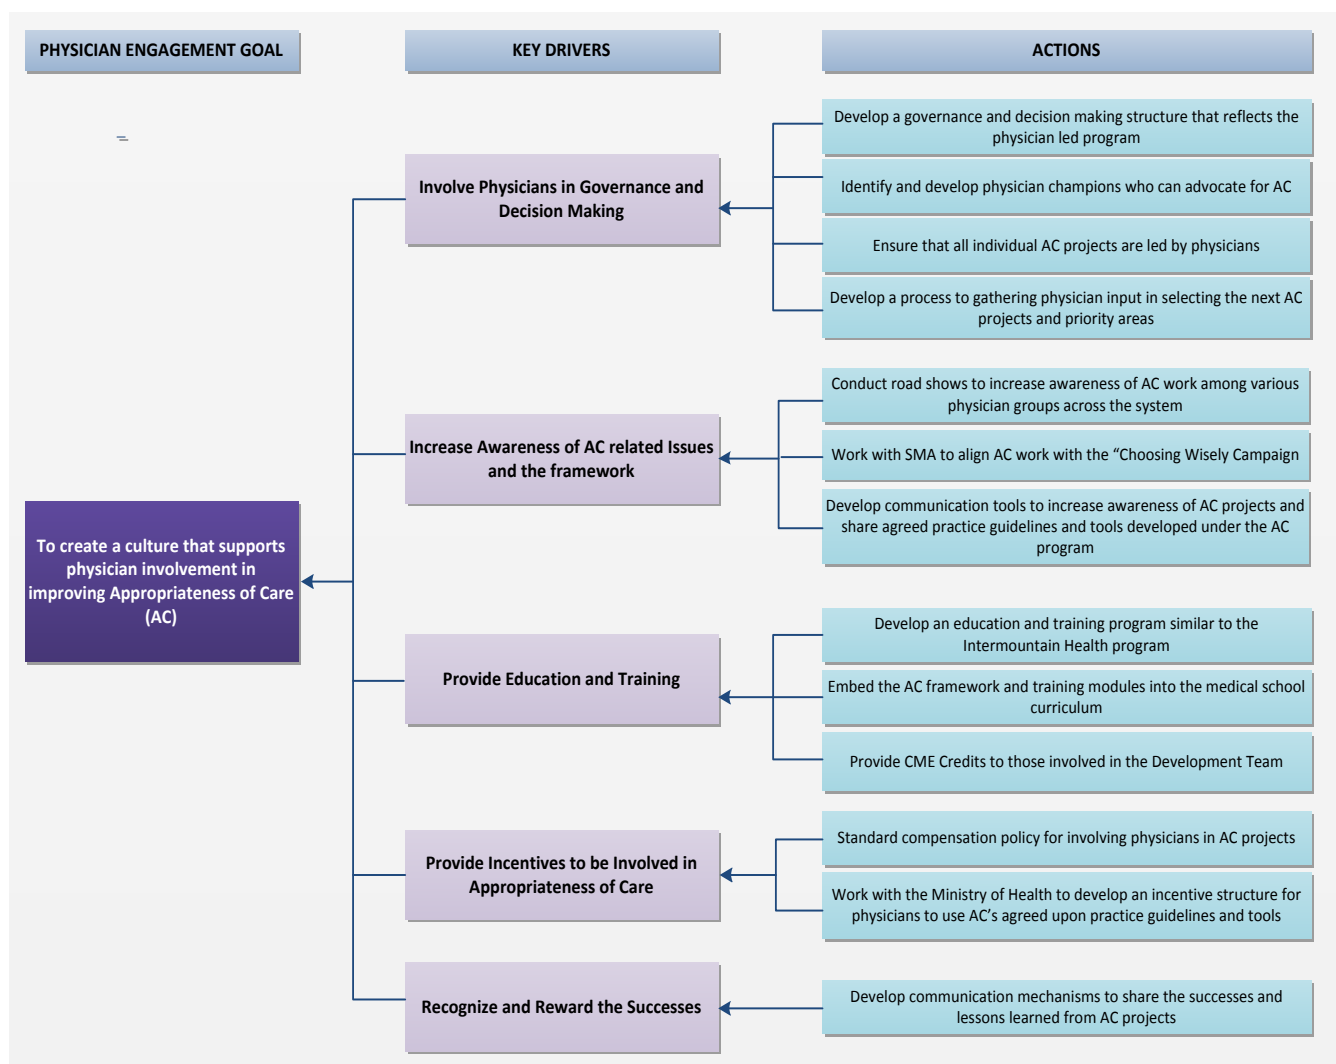 PHYSICIAN ENGAGEMENT GOAL
KEY DRIVERS
ACTIONS
To create a culture that supports
physician involvement in
improving Appropriateness of Care
(AC)
Involve Physicians in Governance and
Decision Making
Develop a governance and decision making structure that reflects the
physician led program
Identify and develop physician champions who can advocate for AC
Ensure that all individual AC projects are led by physicians
Develop a process to gathering physician input in selecting the next AC
projects and priority areas
Increase Awareness of AC related Issues
and the framework
Conduct road shows to increase awareness of AC work among various
physician groups across the system
Work with SMA to align AC work with the “Choosing Wisely Campaign
Develop communication tools to increase awareness of AC projects and
share agreed practice guidelines and tools developed under the AC
program
Provide Education and Training
Develop an education and training program similar to the
Intermountain Health program
Embed the AC framework and training modules into the medical school
curriculum
Provide CME Credits to those involved in the Development Team
Provide Incentives to be Involved in
Appropriateness of Care
Standard compensation policy for involving physicians in AC projects
Work with the Ministry of Health to develop an incentive structure for
physicians to use AC’s agreed upon practice guidelines and tools
Recognize and Reward the Successes
Develop communication mechanisms to share the successes and
lessons learned from AC projects